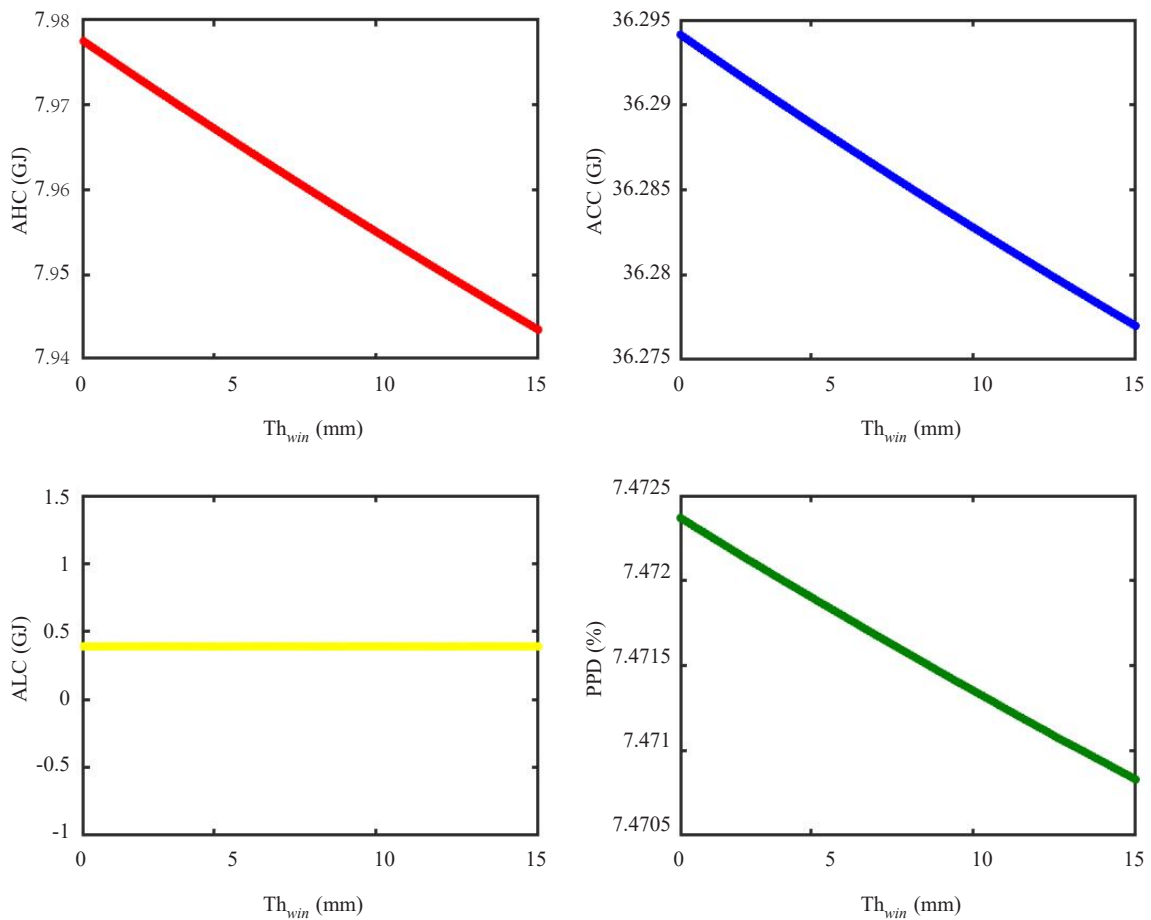 7.98
7.97
7.96
7.95
7.94
AHC (GJ)
0 5 10 15
Th_win (mm)
36.295
36.29
36.285
36.28
36.275
ACC (GJ)
0 5 10 15
Th_win (mm)
1.5
1
0.5
0
-0.5
-1
ALC (GJ)
0 5 10 15
Th_win (mm)
7.4725
7.472
7.4715
7.471
7.4705
PPD (%)
0 5 10 15
Th_win (mm)